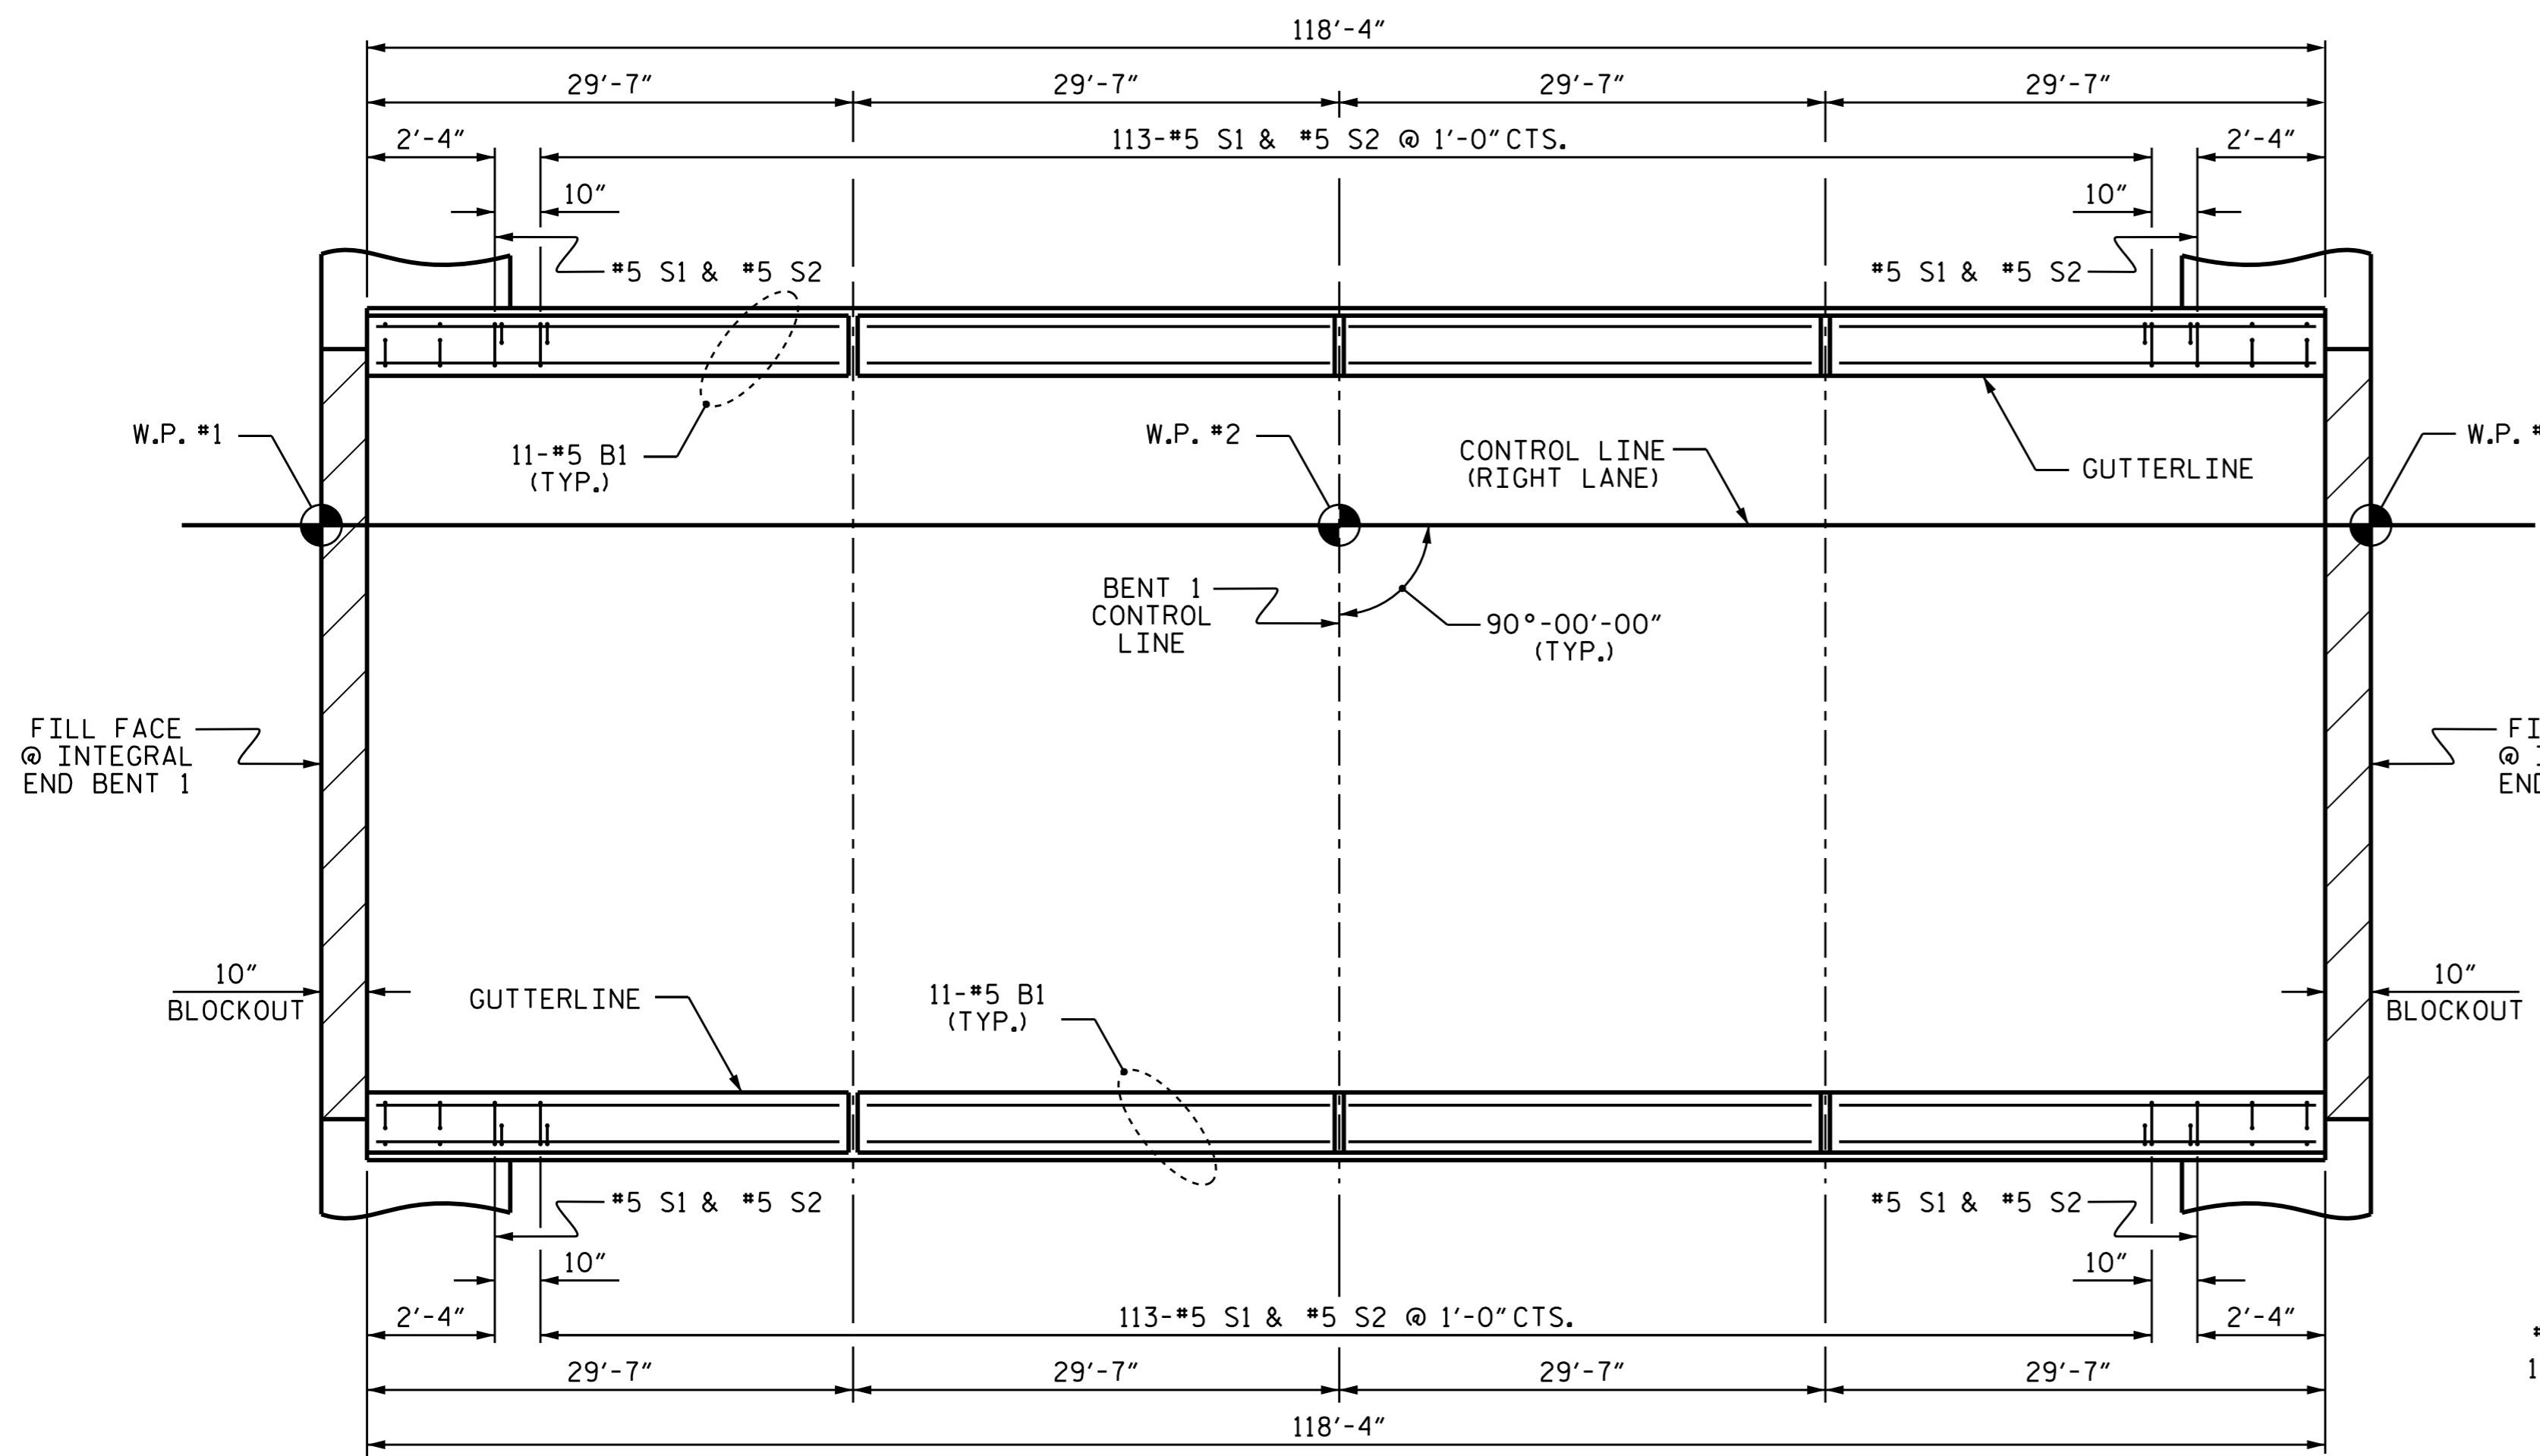 118'-4"
29'-7" 29'-7" 29'-7" 29'-7"
2'-4" 113-#5 S1 & #5 S2 @ 1'-0"CTS. 2'-4"
10" 10"
#5 S1 & #5 S2 #5 S1 & #5 S2
W.P. #1 W.P. #2 W.P. #
11-#5 B1
(TYP.)
CONTROL LINE
(RIGHT LANE)
GUTTERLINE
BENT 1
CONTROL
LINE
90°-00'-00"
(TYP.)
FILL FACE
@ INTEGRAL
END BENT 1
10"
BLOCKOUT
GUTTERLINE
11-#5 B1
(TYP.)
10"
BLOCKOUT
#5 S1 & #5 S2 #5 S1 & #5 S2
10" 10"
2'-4" 113-#5 S1 & #5 S2 @ 1'-0"CTS. 2'-4"
29'-7" 29'-7" 29'-7" 29'-7"
118'-4"